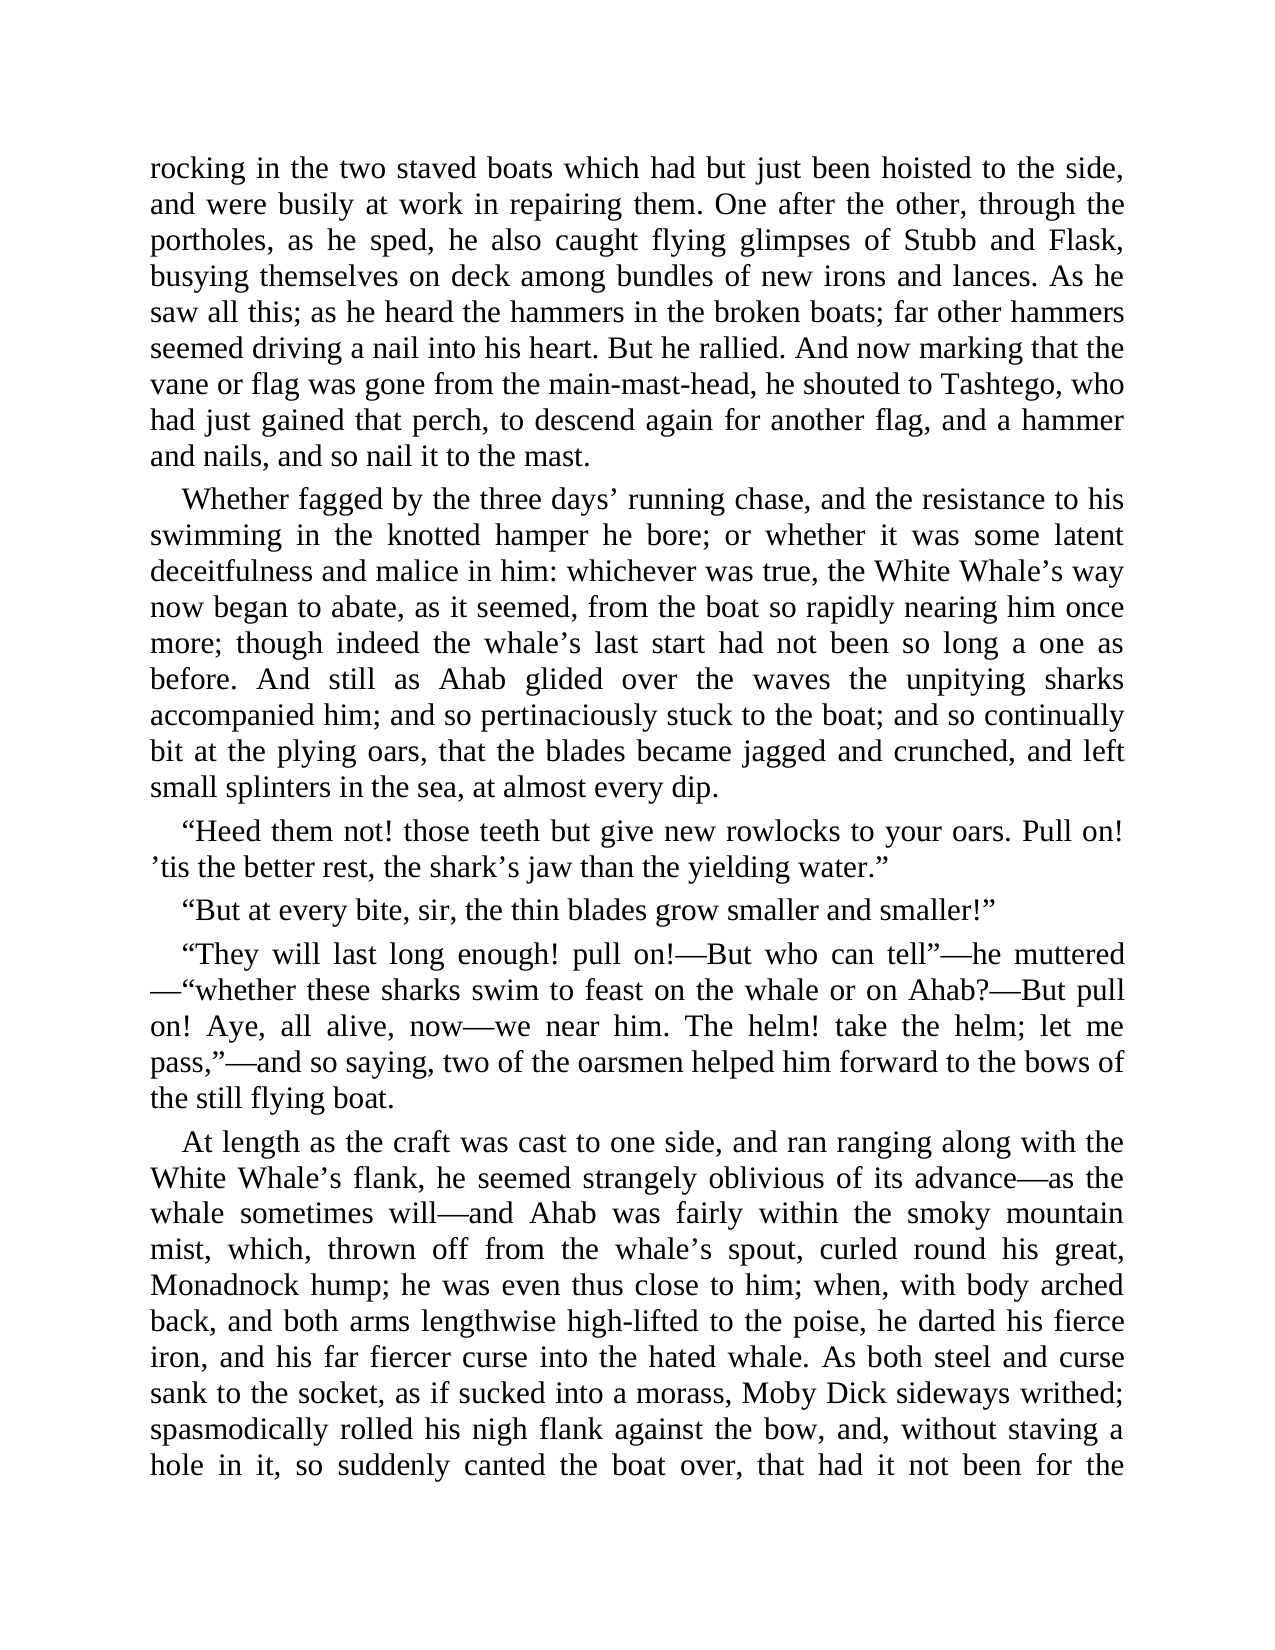 rocking in the two staved boats which had but just been hoisted to the side,
and were busily at work in repairing them. One after the other, through the
portholes, as he sped, he also caught flying glimpses of Stubb and Flask,
busying themselves on deck among bundles of new irons and lances. As he
saw all this; as he heard the hammers in the broken boats; far other hammers
seemed driving a nail into his heart. But he rallied. And now marking that the
vane or flag was gone from the main-mast-head, he shouted to Tashtego, who
had just gained that perch, to descend again for another flag, and a hammer
and nails, and so nail it to the mast.
Whether fagged by the three days’ running chase, and the resistance to his
swimming in the knotted hamper he bore; or whether it was some latent
deceitfulness and malice in him: whichever was true, the White Whale’s way
now began to abate, as it seemed, from the boat so rapidly nearing him once
more; though indeed the whale’s last start had not been so long a one as
before. And still as Ahab glided over the waves the unpitying sharks
accompanied him; and so pertinaciously stuck to the boat; and so continually
bit at the plying oars, that the blades became jagged and crunched, and left
small splinters in the sea, at almost every dip.
“Heed them not! those teeth but give new rowlocks to your oars. Pull on!
’tis the better rest, the shark’s jaw than the yielding water.”
“But at every bite, sir, the thin blades grow smaller and smaller!”
“They will last long enough! pull on!—But who can tell”—he muttered
—“whether these sharks swim to feast on the whale or on Ahab?—But pull
on! Aye, all alive, now—we near him. The helm! take the helm; let me
pass,”—and so saying, two of the oarsmen helped him forward to the bows of
the still flying boat.
At length as the craft was cast to one side, and ran ranging along with the
White Whale’s flank, he seemed strangely oblivious of its advance—as the
whale sometimes will—and Ahab was fairly within the smoky mountain
mist, which, thrown off from the whale’s spout, curled round his great,
Monadnock hump; he was even thus close to him; when, with body arched
back, and both arms lengthwise high-lifted to the poise, he darted his fierce
iron, and his far fiercer curse into the hated whale. As both steel and curse
sank to the socket, as if sucked into a morass, Moby Dick sideways writhed;
spasmodically rolled his nigh flank against the bow, and, without staving a
hole in it, so suddenly canted the boat over, that had it not been for the